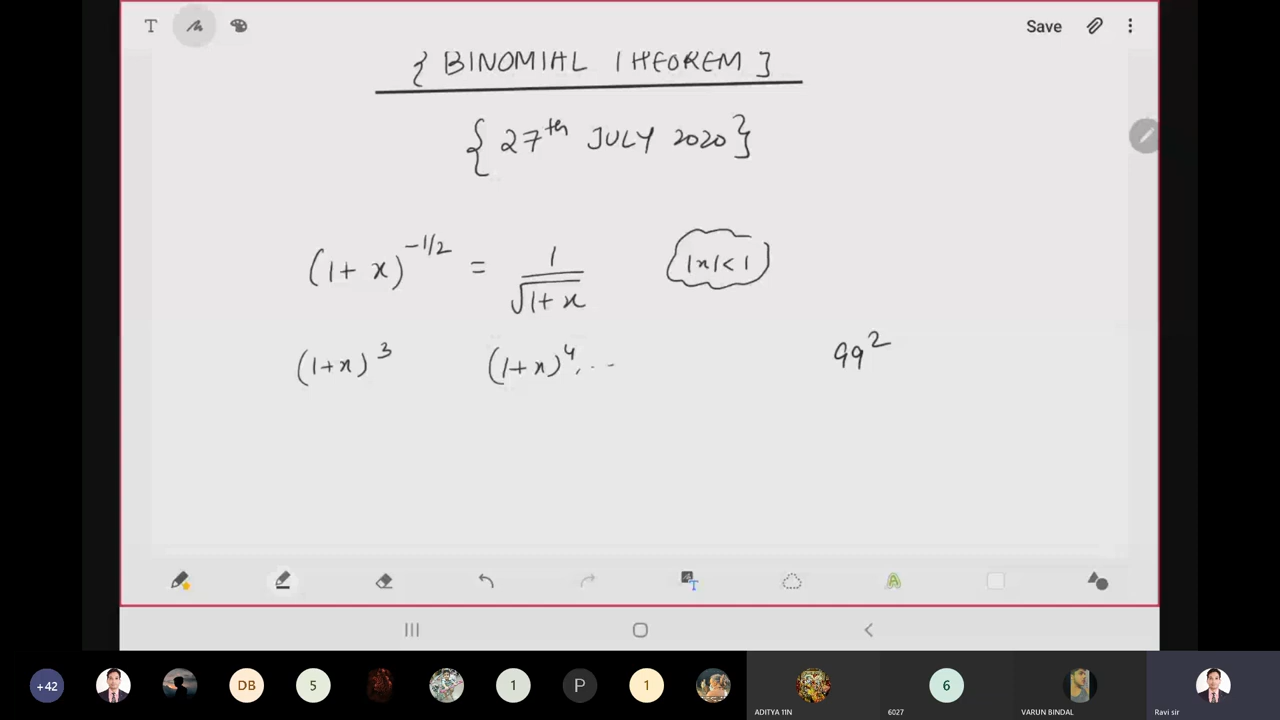 T Save
{ BINOMIAL THEOREM }
{ 27th JULY 2020 }
(1 + x)^{-1/2} = 1/√(1 + x) |x| < 1
(1+x)^3 (1+x)^4, ... 99^2
T A
+42 DB 5 1 P 1 6
ADITYA 11N 6027 VARUN BINDAL Ravi sir